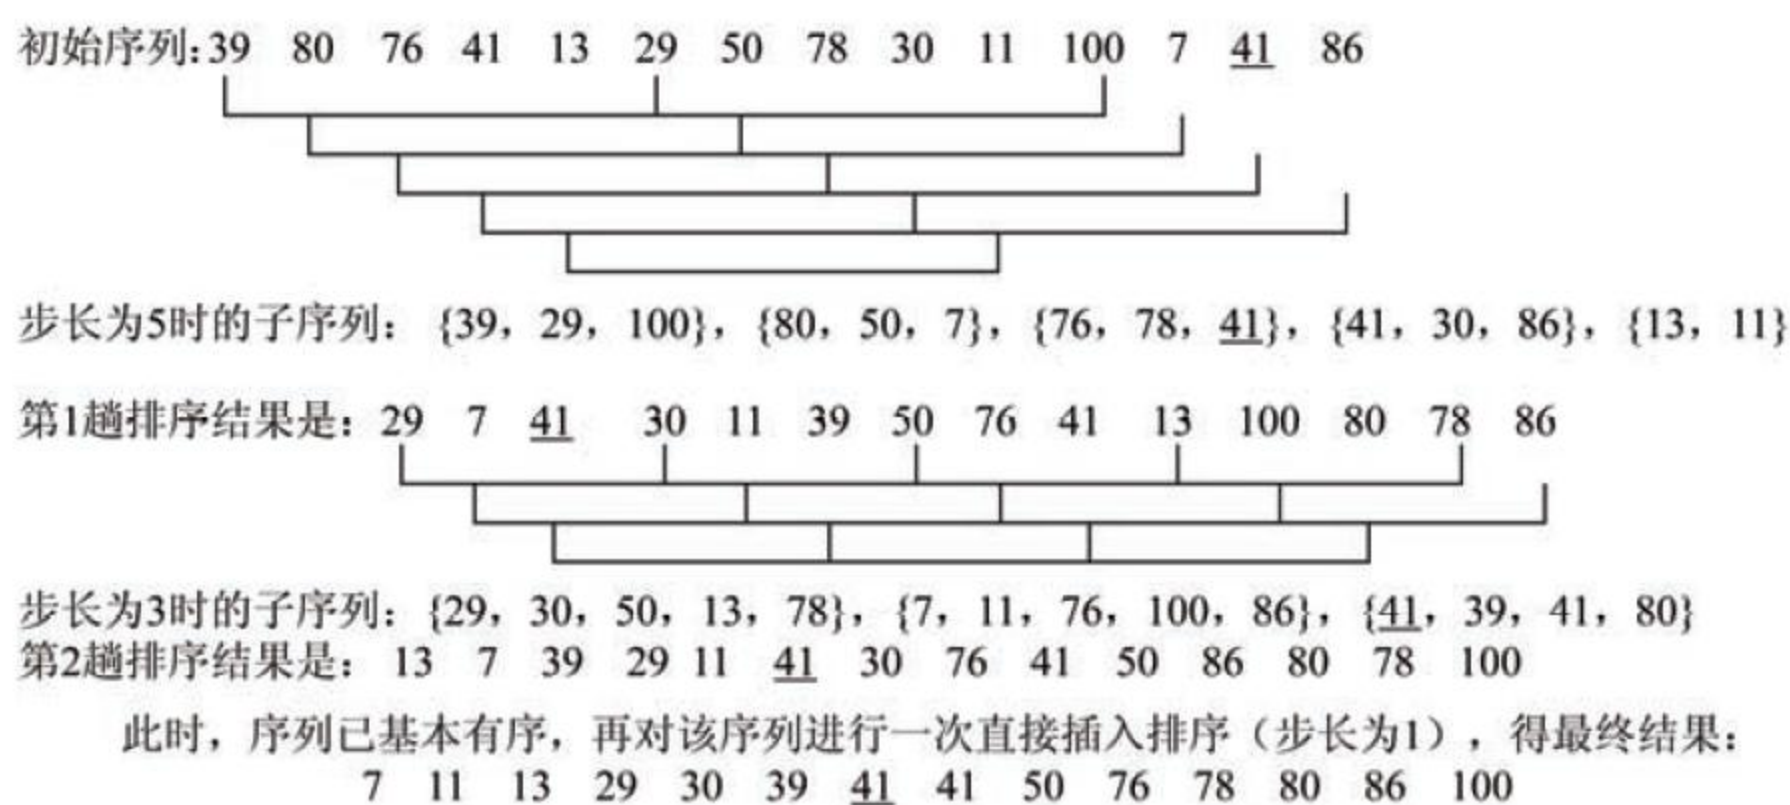 初始序列:39 80 76 41 13 29 50 78 30 11 100 7 41 86
步长为5时的子序列： {39，29，100}，{80，50，7}，{76，78，41}，{41，30，86}，{13，11}
第1趟排序结果是：29 7 41 30 11 39 50 76 41 13 100 80 78 86
步长为3时的子序列：{29，30，50，13，78}，{7，11，76，100，86}，{41，39，41，80}
第2趟排序结果是： 13 7 39 29 11 41 30 76 41 50 86 80 78 100
此时，序列已基本有序，再对该序列进行一次直接插入排序（步长为1），得最终结果：
7 11 13 29 30 39 41 41 50 76 78 80 86 100